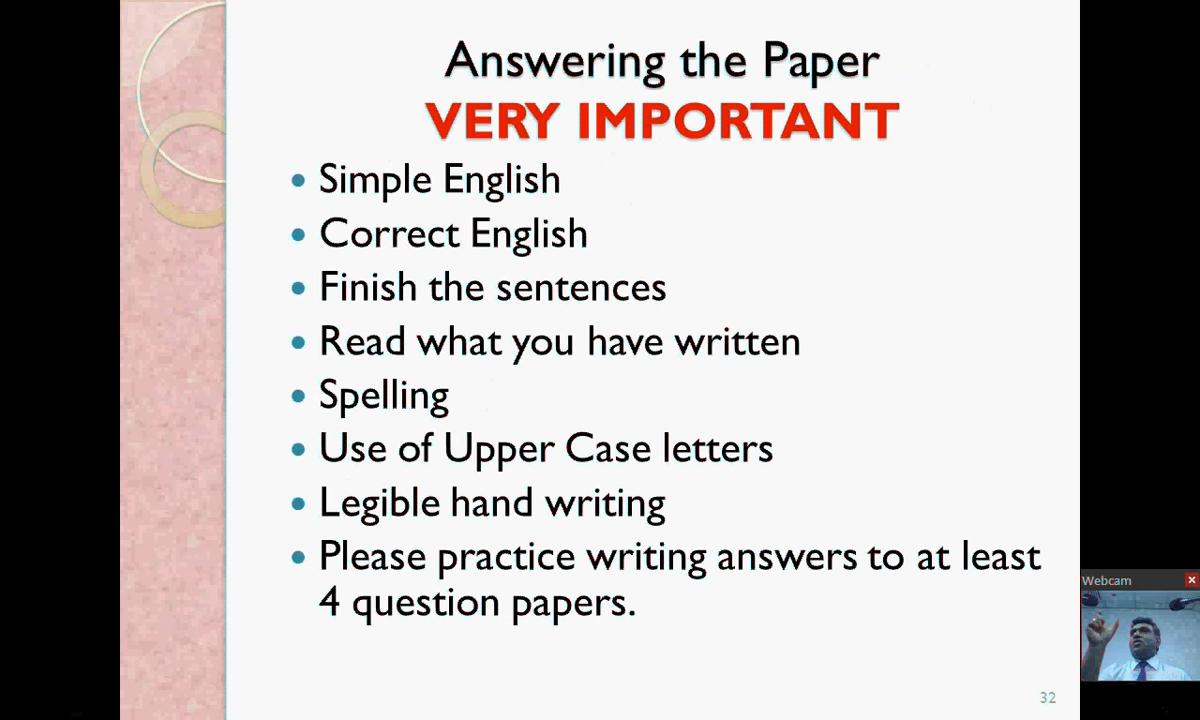 Answering the Paper
VERY IMPORTANT
• Simple English
• Correct English
• Finish the sentences
• Read what you have written
• Spelling
• Use of Upper Case letters
• Legible hand writing
• Please practice writing answers to at least
4 question papers.
Webcam
32